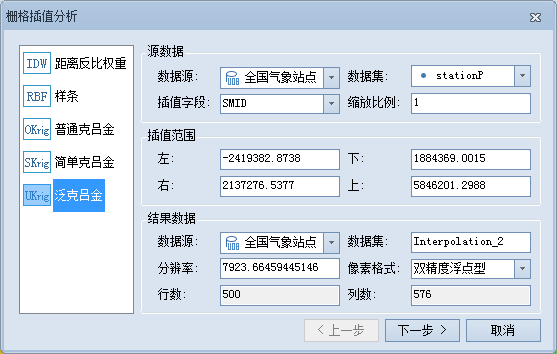 栅格插值分析
IDW 距离反比权重
RBF 样条
OKrig 普通克吕金
SKrig 简单克吕金
UKrig 泛克吕金
源数据
数据源: 全国气象站点 数据集: stationP
插值字段: SMID 缩放比例: 1
插值范围
左: -2419382.8738 下: 1884369.0015
右: 2137276.5377 上: 5846201.2988
结果数据
数据源: 全国气象站点 数据集: Interpolation_2
分辨率: 7923.66459445146 像素格式: 双精度浮点型
行数: 500 列数: 576
< 上一步 下一步 > 取消